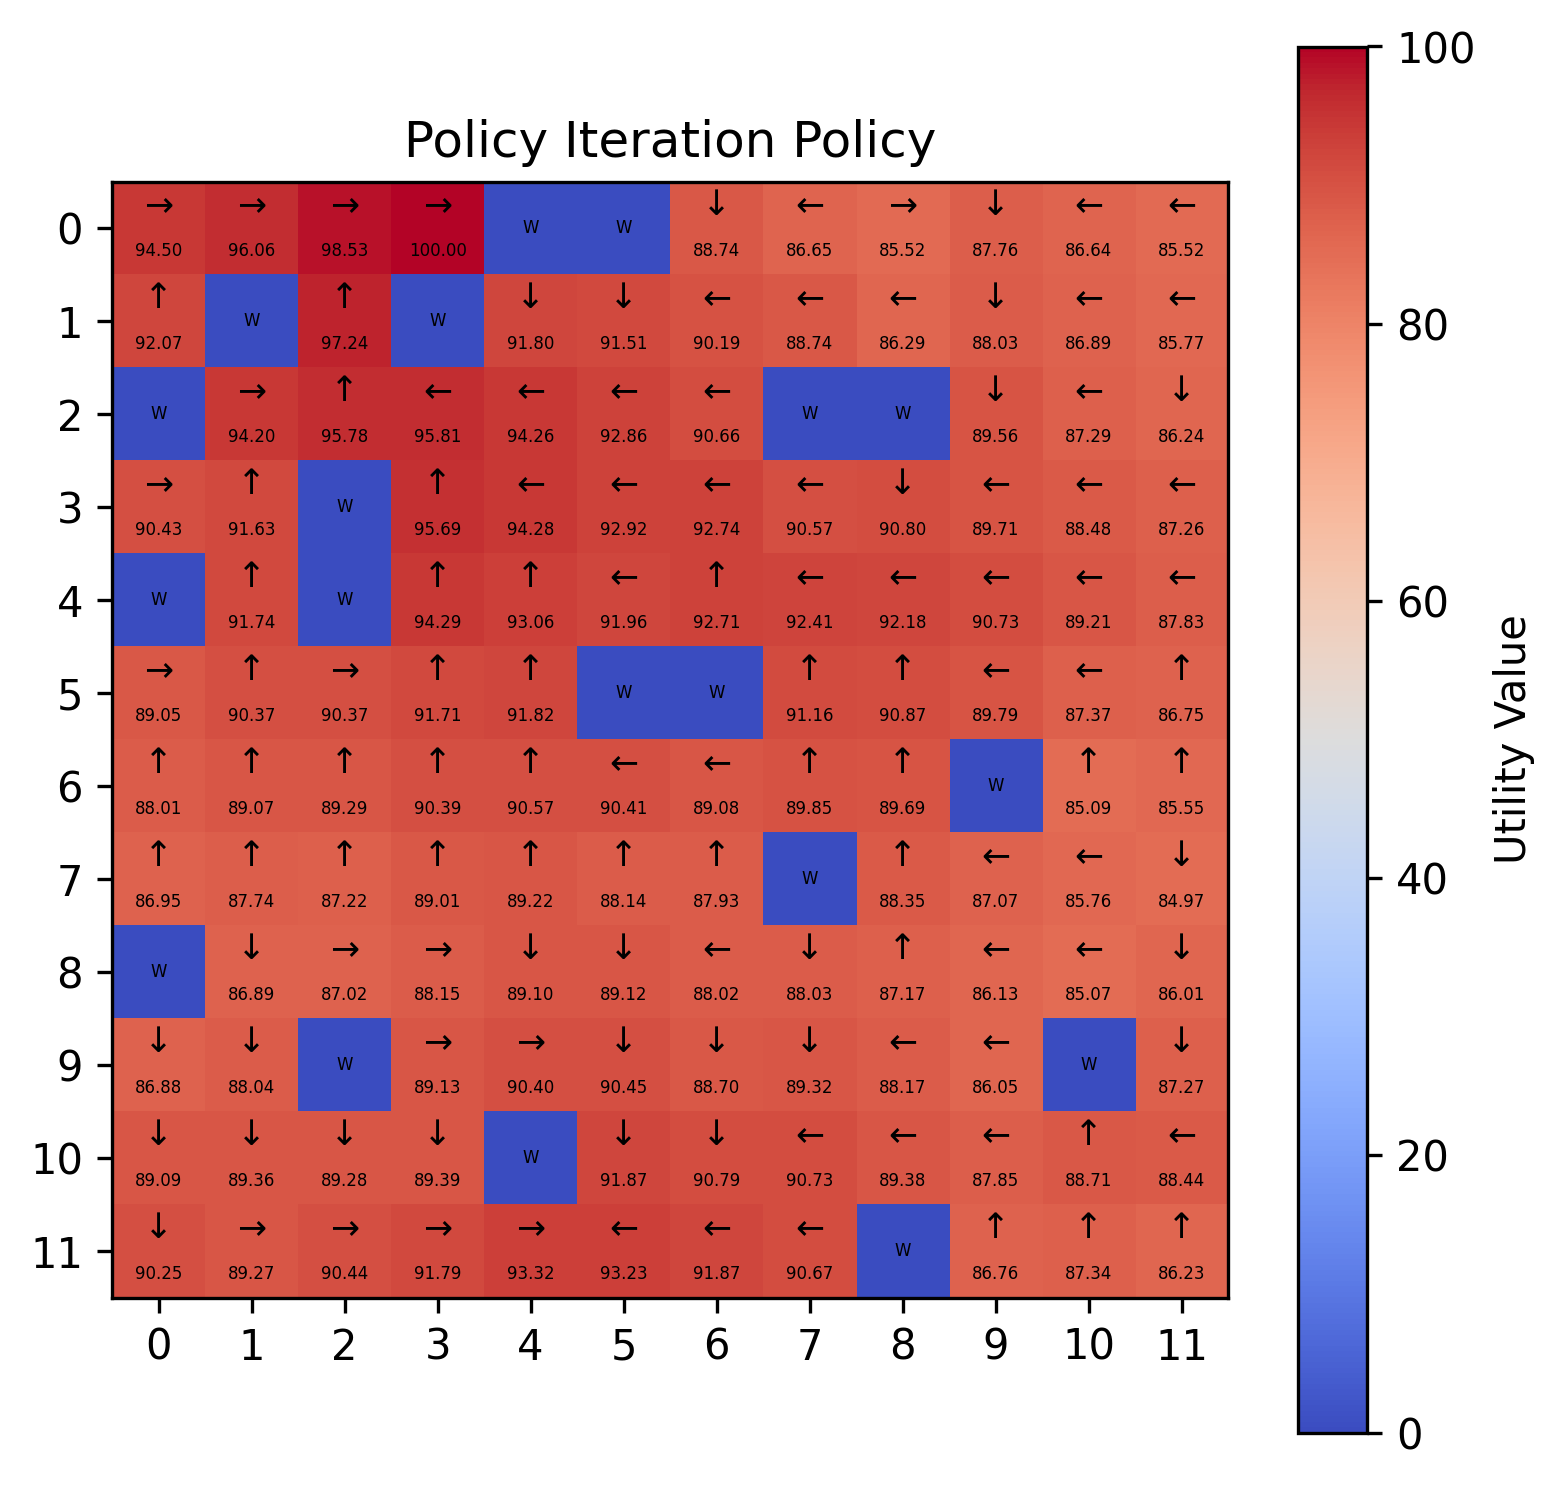 Policy Iteration Policy
0 → → → → W W ↓ ← → ↓ ← ←
94.50 96.06 98.53 100.00 88.74 86.65 85.52 87.76 86.64 85.52
1 ↑ W ↑ W ↓ ↓ ← ← ← ↓ ← ←
92.07 97.24 91.80 91.51 90.19 88.74 86.29 88.03 86.89 85.77
2 W → ↑ ← ← ← ← W W ↓ ← ↓
94.20 95.78 95.81 94.26 92.86 90.66 89.56 87.29 86.24
3 → ↑ W ↑ ← ← ← ← ↓ ← ← ←
90.43 91.63 95.69 94.28 92.92 92.74 90.57 90.80 89.71 88.48 87.26
4 W ↑ W ↑ ↑ ← ↑ ← ← ← ← ←
91.74 94.29 93.06 91.96 92.71 92.41 92.18 90.73 89.21 87.83
5 → ↑ → ↑ ↑ W W ↑ ↑ ← ← ↑
89.05 90.37 90.37 91.71 91.82 91.16 90.87 89.79 87.37 86.75
6 ↑ ↑ ↑ ↑ ↑ ← ← ↑ ↑ W ↑ ↑
88.01 89.07 89.29 90.39 90.57 90.41 89.08 89.85 89.69 85.09 85.55
7 ↑ ↑ ↑ ↑ ↑ ↑ ↑ W ↑ ← ← ↓
86.95 87.74 87.22 89.01 89.22 88.14 87.93 88.35 87.07 85.76 84.97
8 W ↓ → → ↓ ↓ ← ↓ ↑ ← ← ↓
86.89 87.02 88.15 89.10 89.12 88.02 88.03 87.17 86.13 85.07 86.01
9 ↓ ↓ W → → ↓ ↓ ↓ ← ← W ↓
86.88 88.04 89.13 90.40 90.45 88.70 89.32 88.17 86.05 87.27
10 ↓ ↓ ↓ ↓ W ↓ ↓ ← ← ← ↑ ←
89.09 89.36 89.28 89.39 91.87 90.79 90.73 89.38 87.85 88.71 88.44
11 ↓ → → → → ← ← ← W ↑ ↑ ↑
90.25 89.27 90.44 91.79 93.32 93.23 91.87 90.67 86.76 87.34 86.23
0 1 2 3 4 5 6 7 8 9 10 11
100
80
60
40
20
0
Utility Value